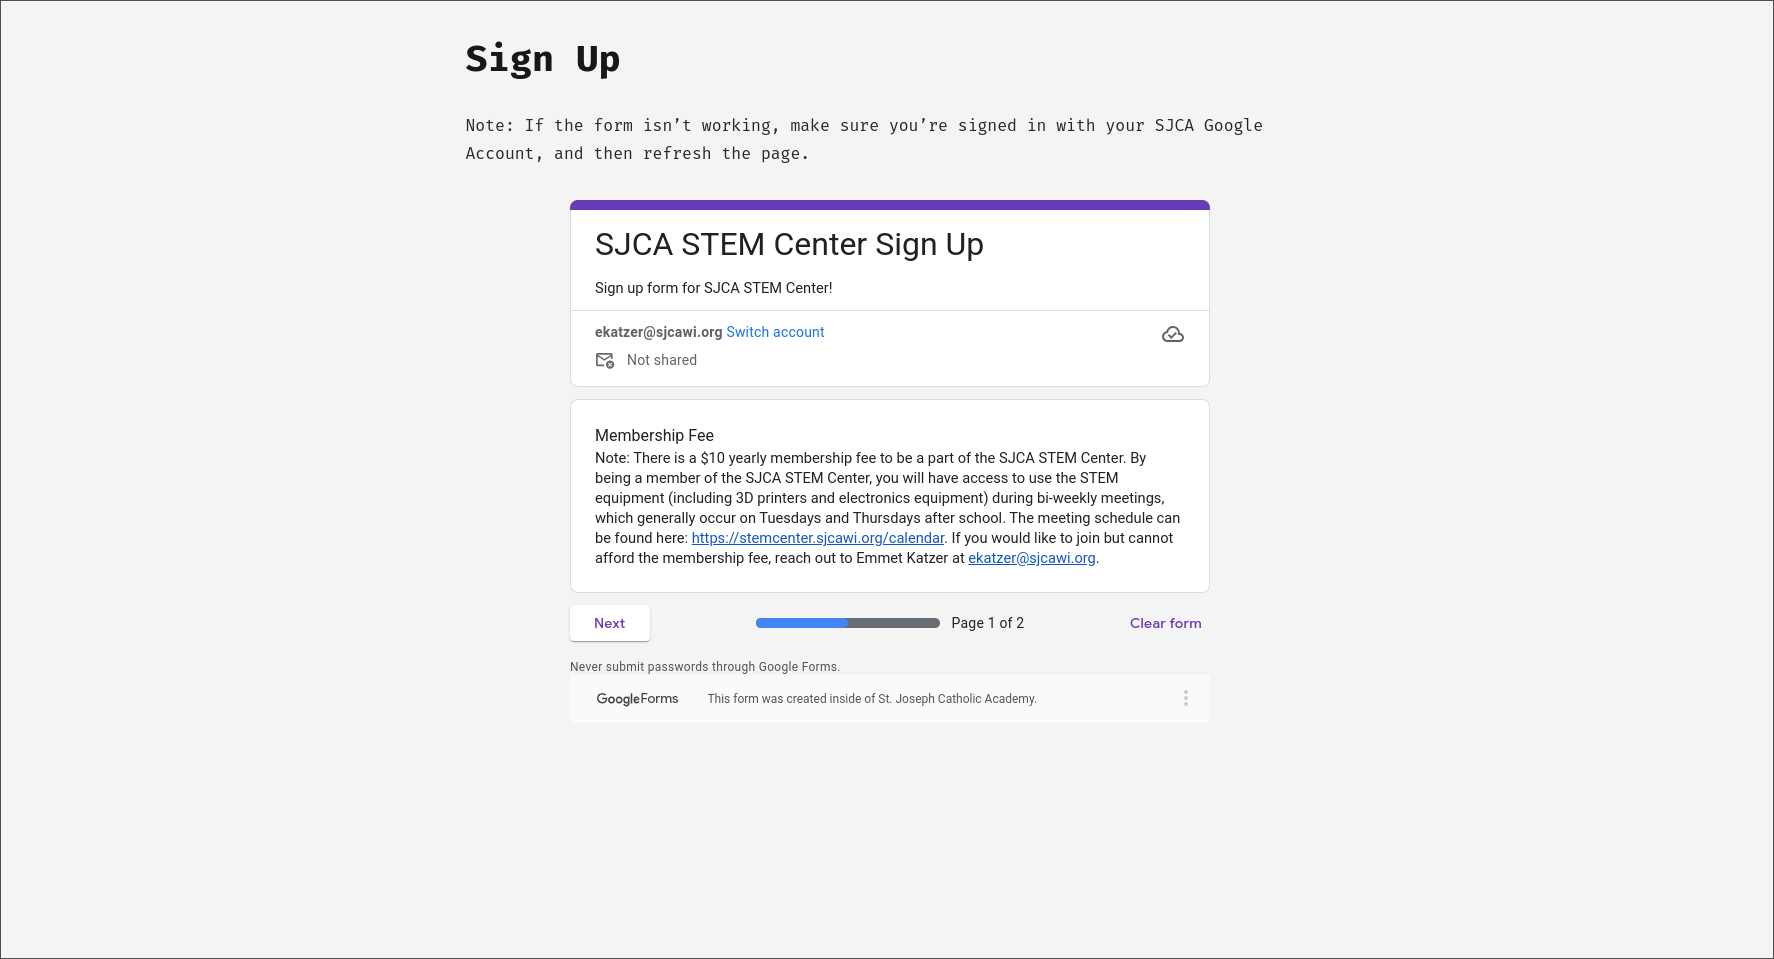 Sign Up
Note: If the form isn’t working, make sure you’re signed in with your SJCA Google
Account, and then refresh the page.
SJCA STEM Center Sign Up
Sign up form for SJCA STEM Center!
ekatzer@sjcawi.org Switch account
Not shared
Membership Fee
Note: There is a $10 yearly membership fee to be a part of the SJCA STEM Center. By
being a member of the SJCA STEM Center, you will have access to use the STEM
equipment (including 3D printers and electronics equipment) during bi-weekly meetings,
which generally occur on Tuesdays and Thursdays after school. The meeting schedule can
be found here: https://stemcenter.sjcawi.org/calendar. If you would like to join but cannot
afford the membership fee, reach out to Emmet Katzer at ekatzer@sjcawi.org.
Next
Page 1 of 2
Clear form
Never submit passwords through Google Forms.
Google Forms
This form was created inside of St. Joseph Catholic Academy.